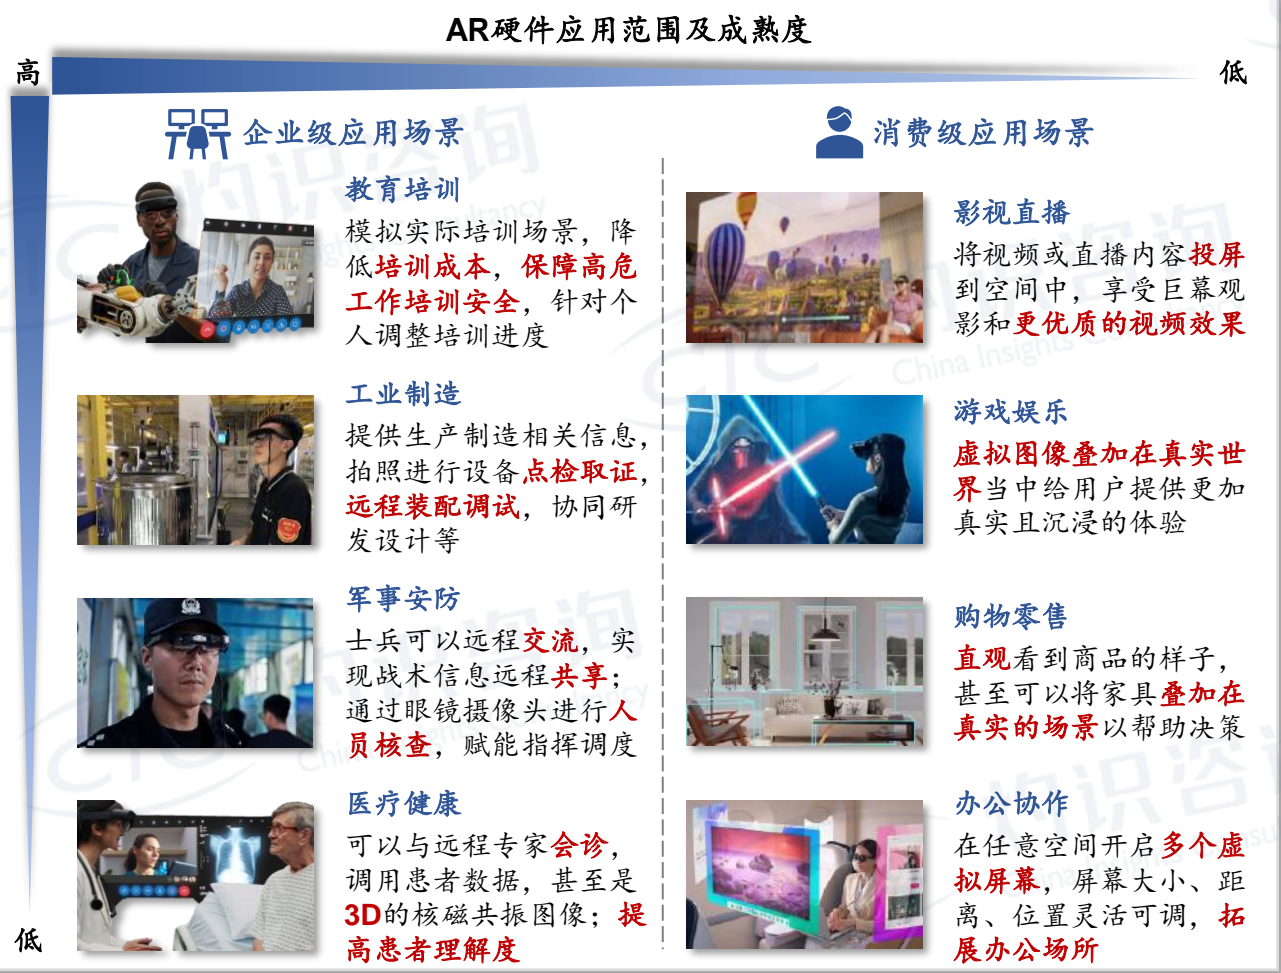 AR硬件应用范围及成熟度
高
低
企业级应用场景
教育培训
模拟实际培训场景，降
低培训成本，保障高危
工作培训安全，针对个
人调整培训进度
工业制造
提供生产制造相关信息，
拍照进行设备点检取证，
远程装配调试，协同研
发设计等
军事安防
士兵可以远程交流，实
现战术信息远程共享；
通过眼镜摄像头进行人
员核查，赋能指挥调度
医疗健康
可以与远程专家会诊，
调用患者数据，甚至是
3D的核磁共振图像；提
高患者理解度
低
消费级应用场景
影视直播
将视频或直播内容投屏
到空间中，享受巨幕观
影和更优质的视频效果
游戏娱乐
虚拟图像叠加在真实世
界当中给用户提供更加
真实且沉浸的体验
购物零售
直观看到商品的样子，
甚至可以将家具叠加在
真实的场景以帮助决策
办公协作
在任意空间开启多个虚
拟屏幕，屏幕大小、距
离、位置灵活可调，拓
展办公场所
灼识咨询
CIC
China Insights Consultancy